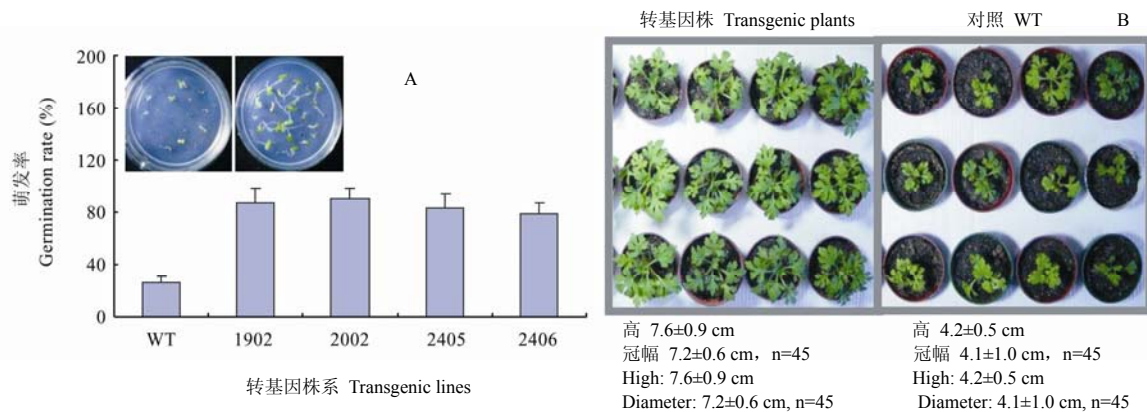 A
萌发率
Germination rate (%)
200
160
120
80
40
0
WT 1902 2002 2405 2406
转基因株系 Transgenic lines
转基因株 Transgenic plants
对照 WT B
高 7.6±0.9 cm
冠幅 7.2±0.6 cm，n=45
High: 7.6±0.9 cm
Diameter: 7.2±0.6 cm, n=45
高 4.2±0.5 cm
冠幅 4.1±1.0 cm，n=45
High: 4.2±0.5 cm
Diameter: 4.1±1.0 cm, n=45